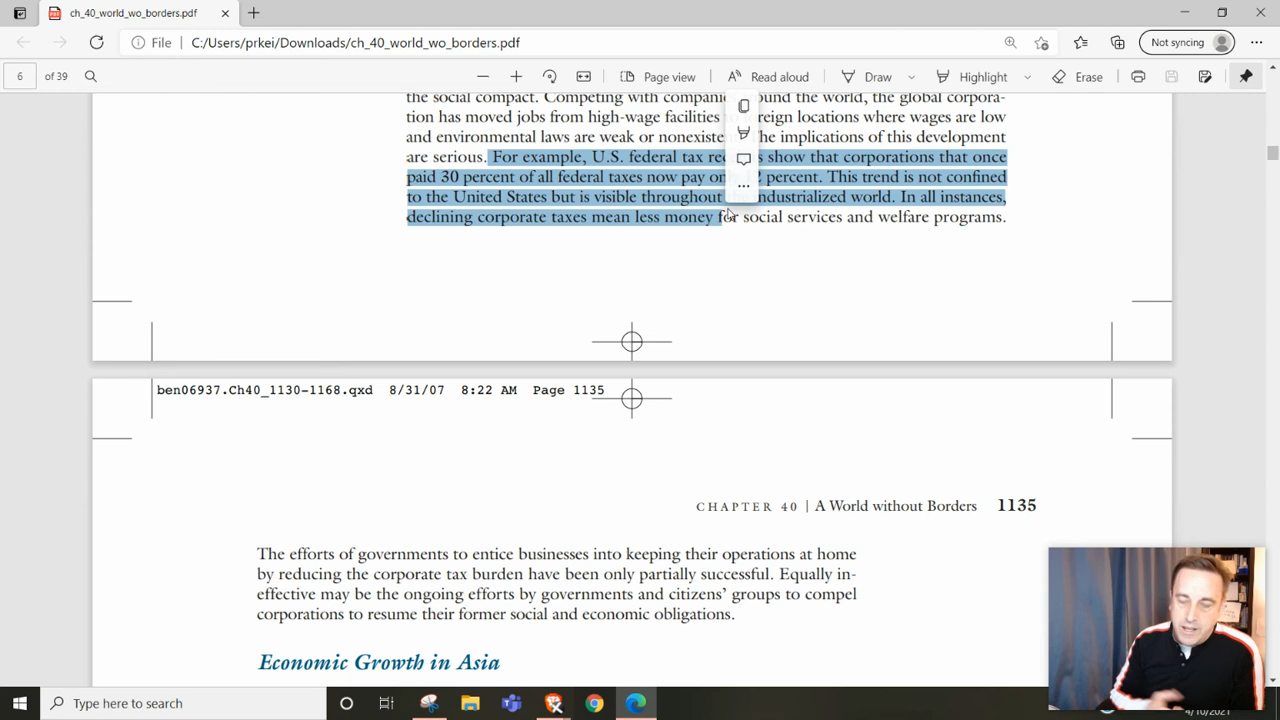 ch_40_world_wo_borders.pdf
File C:/Users/prkei/Downloads/ch_40_world_wo_borders.pdf
Not syncing
6 of 39
Page view
Read aloud
Draw
Highlight
Erase
the social compact. Competing with around the world, the global corpora-
tion has moved jobs from high-wage facilities foreign locations where wages are low
and environmental laws are weak or The implications of this development
are serious. For example, U.S. federal tax show that corporations that once
paid 30 percent of all federal taxes now pay percent. This trend is not confined
to the United States but is visible throughout industrialized world. In all instances,
declining corporate taxes mean less money for social services and welfare programs.
ben06937.Ch40_1130-1168.qxd 8/31/07 8:22 AM Page 1135
CHAPTER 40 | A World without Borders 1135
The efforts of governments to entice businesses into keeping their operations at home
by reducing the corporate tax burden have been only partially successful. Equally in-
effective may be the ongoing efforts by governments and citizens' groups to compel
corporations to resume their former social and economic obligations.
Economic Growth in Asia
Type here to search
4/10/2021